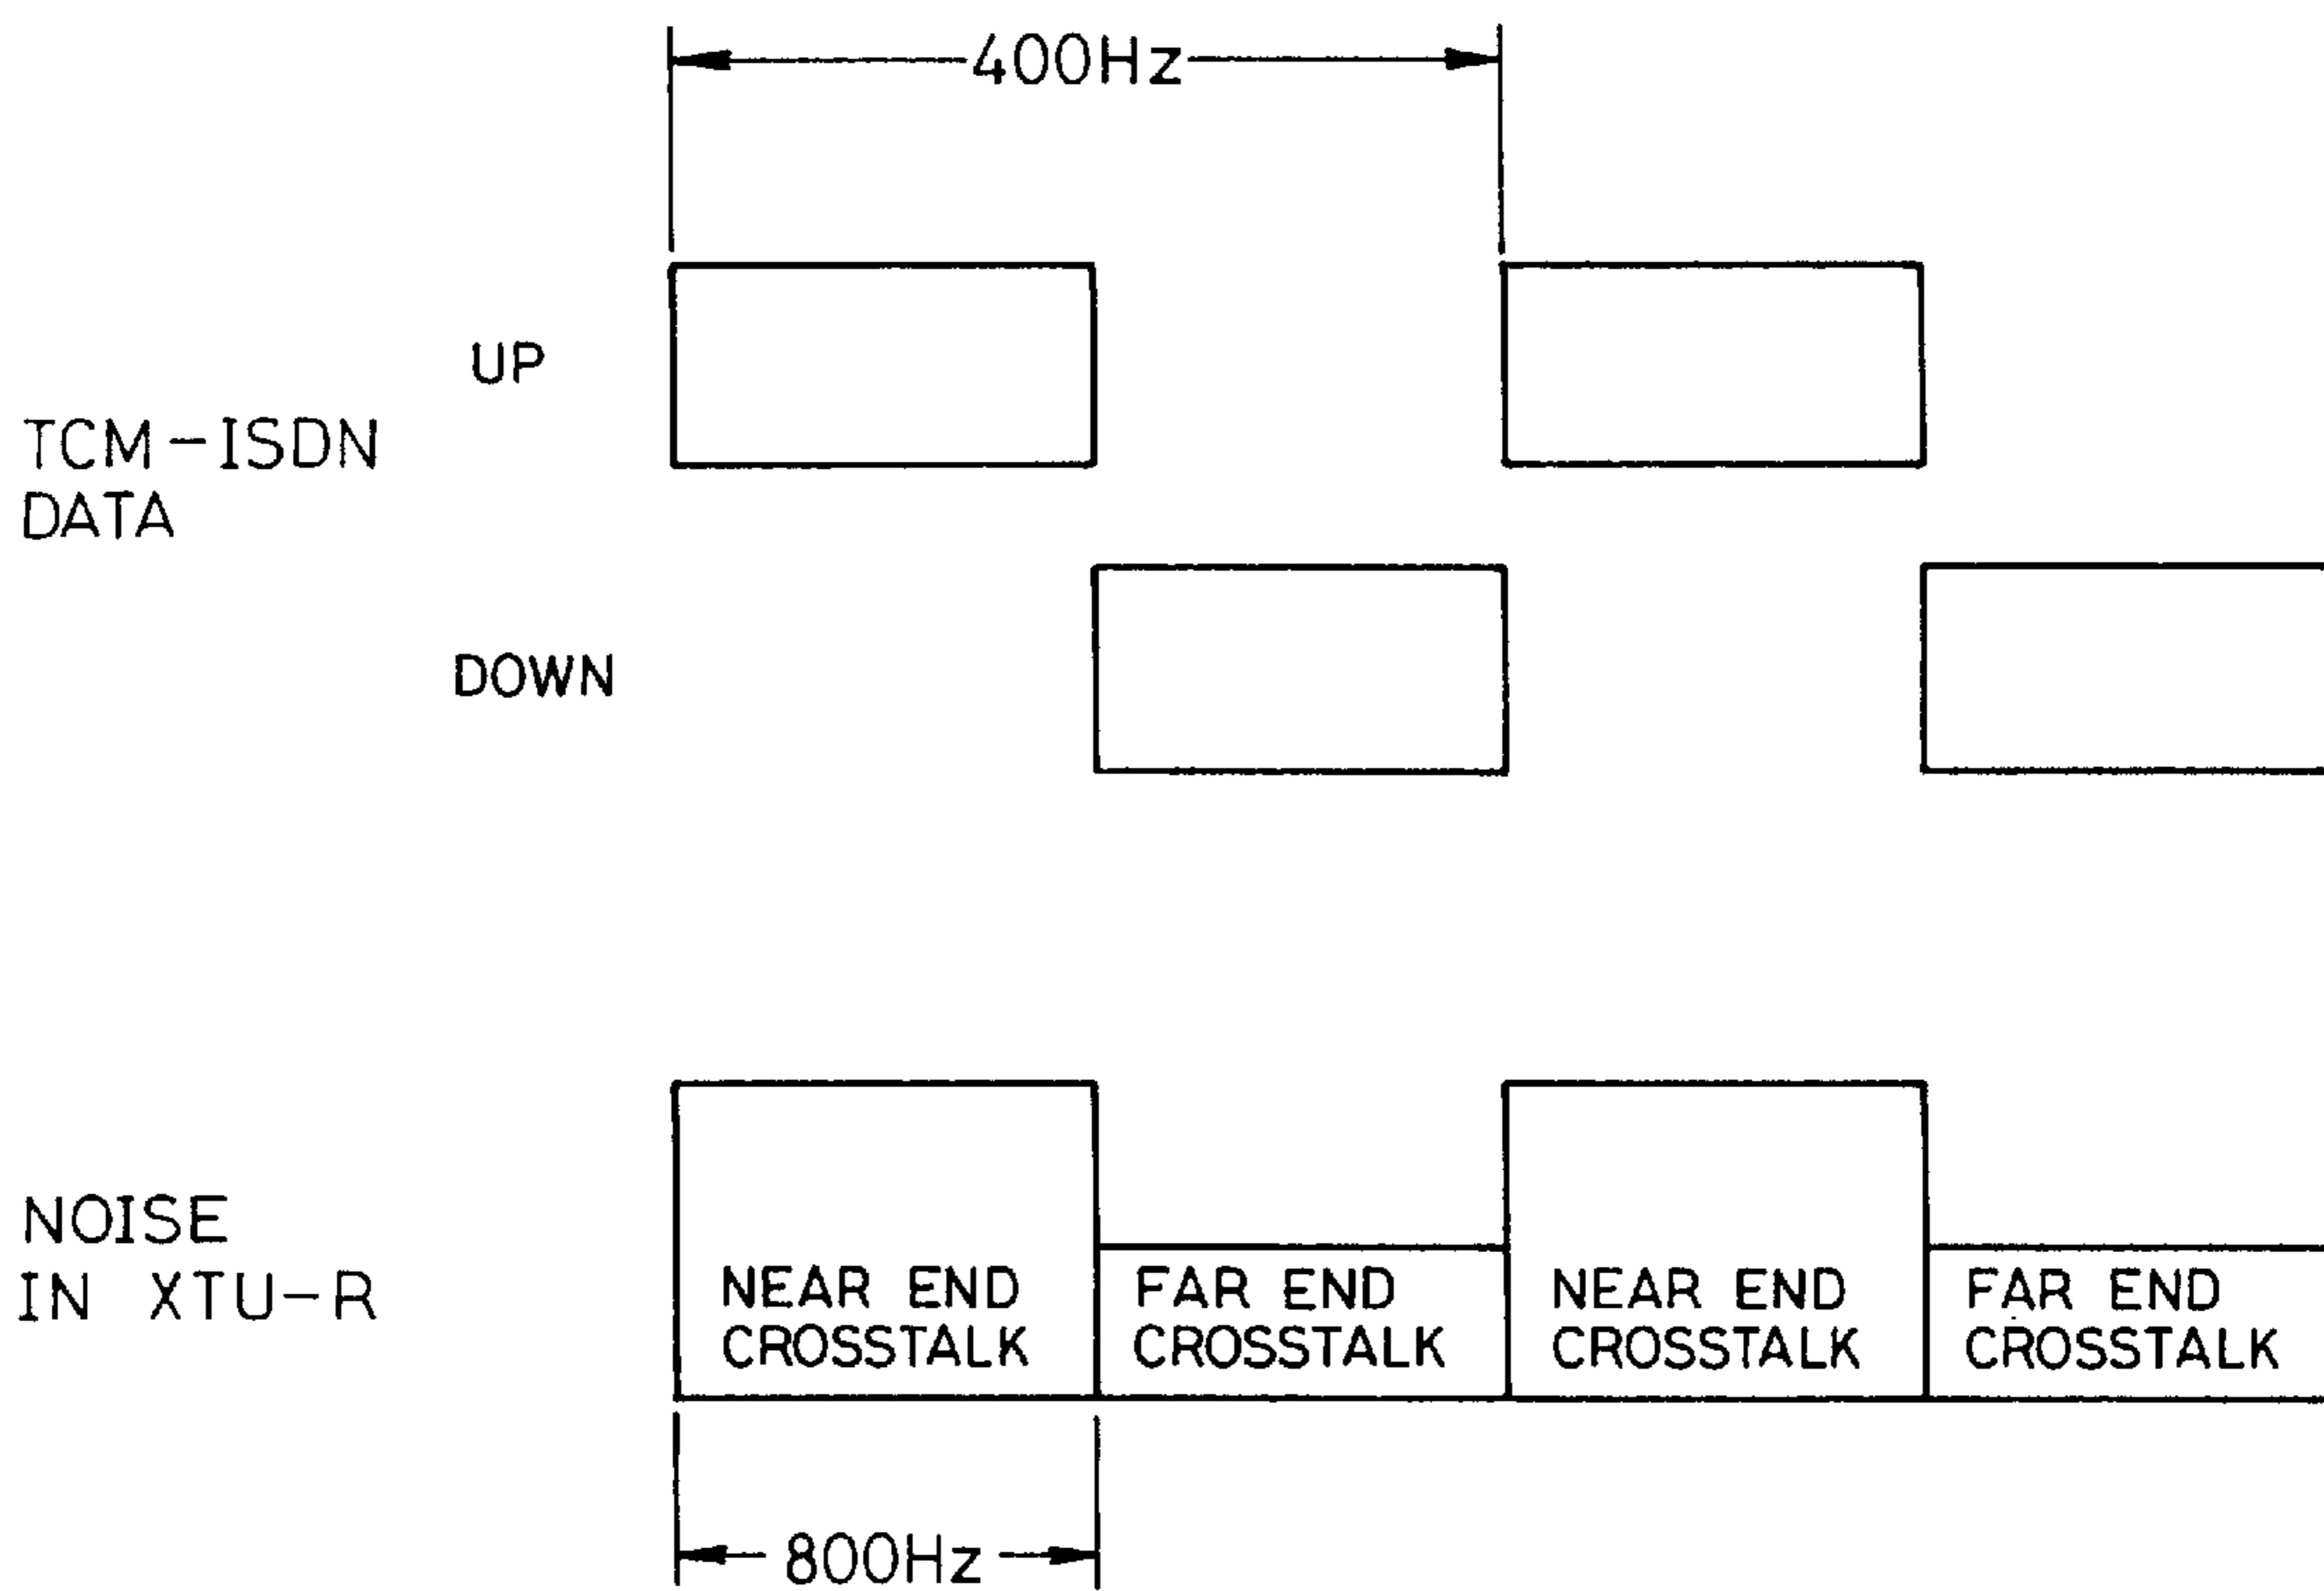 400Hz
UP
TCM-ISDN
DATA
DOWN
NOISE
IN XTU-R
NEAR END
CROSSTALK
FAR END
CROSSTALK
NEAR END
CROSSTALK
FAR END
CROSSTALK
800Hz